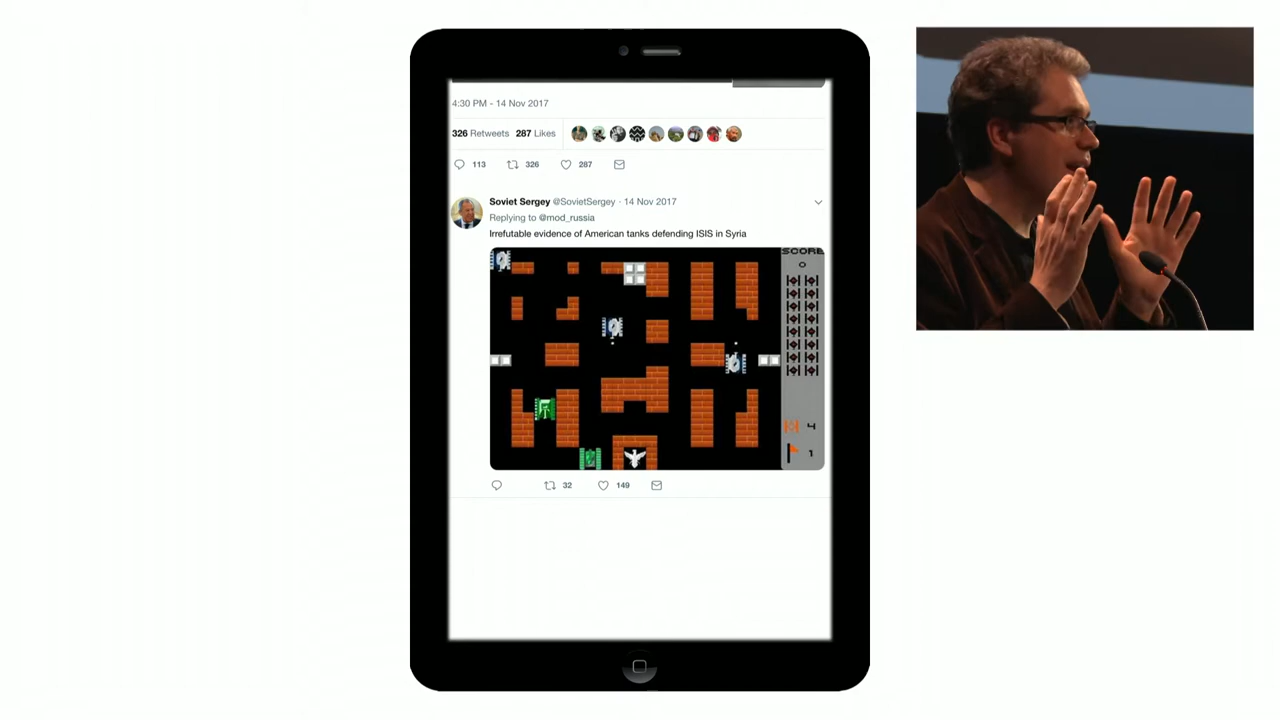 4:30 PM - 14 Nov 2017
326 Retweets 287 Likes
113 326 287
Soviet Sergey @SovietSergey · 14 Nov 2017
Replying to @mod_russia
Irrefutable evidence of American tanks defending ISIS in Syria
SCORE
0
4
1
32 149